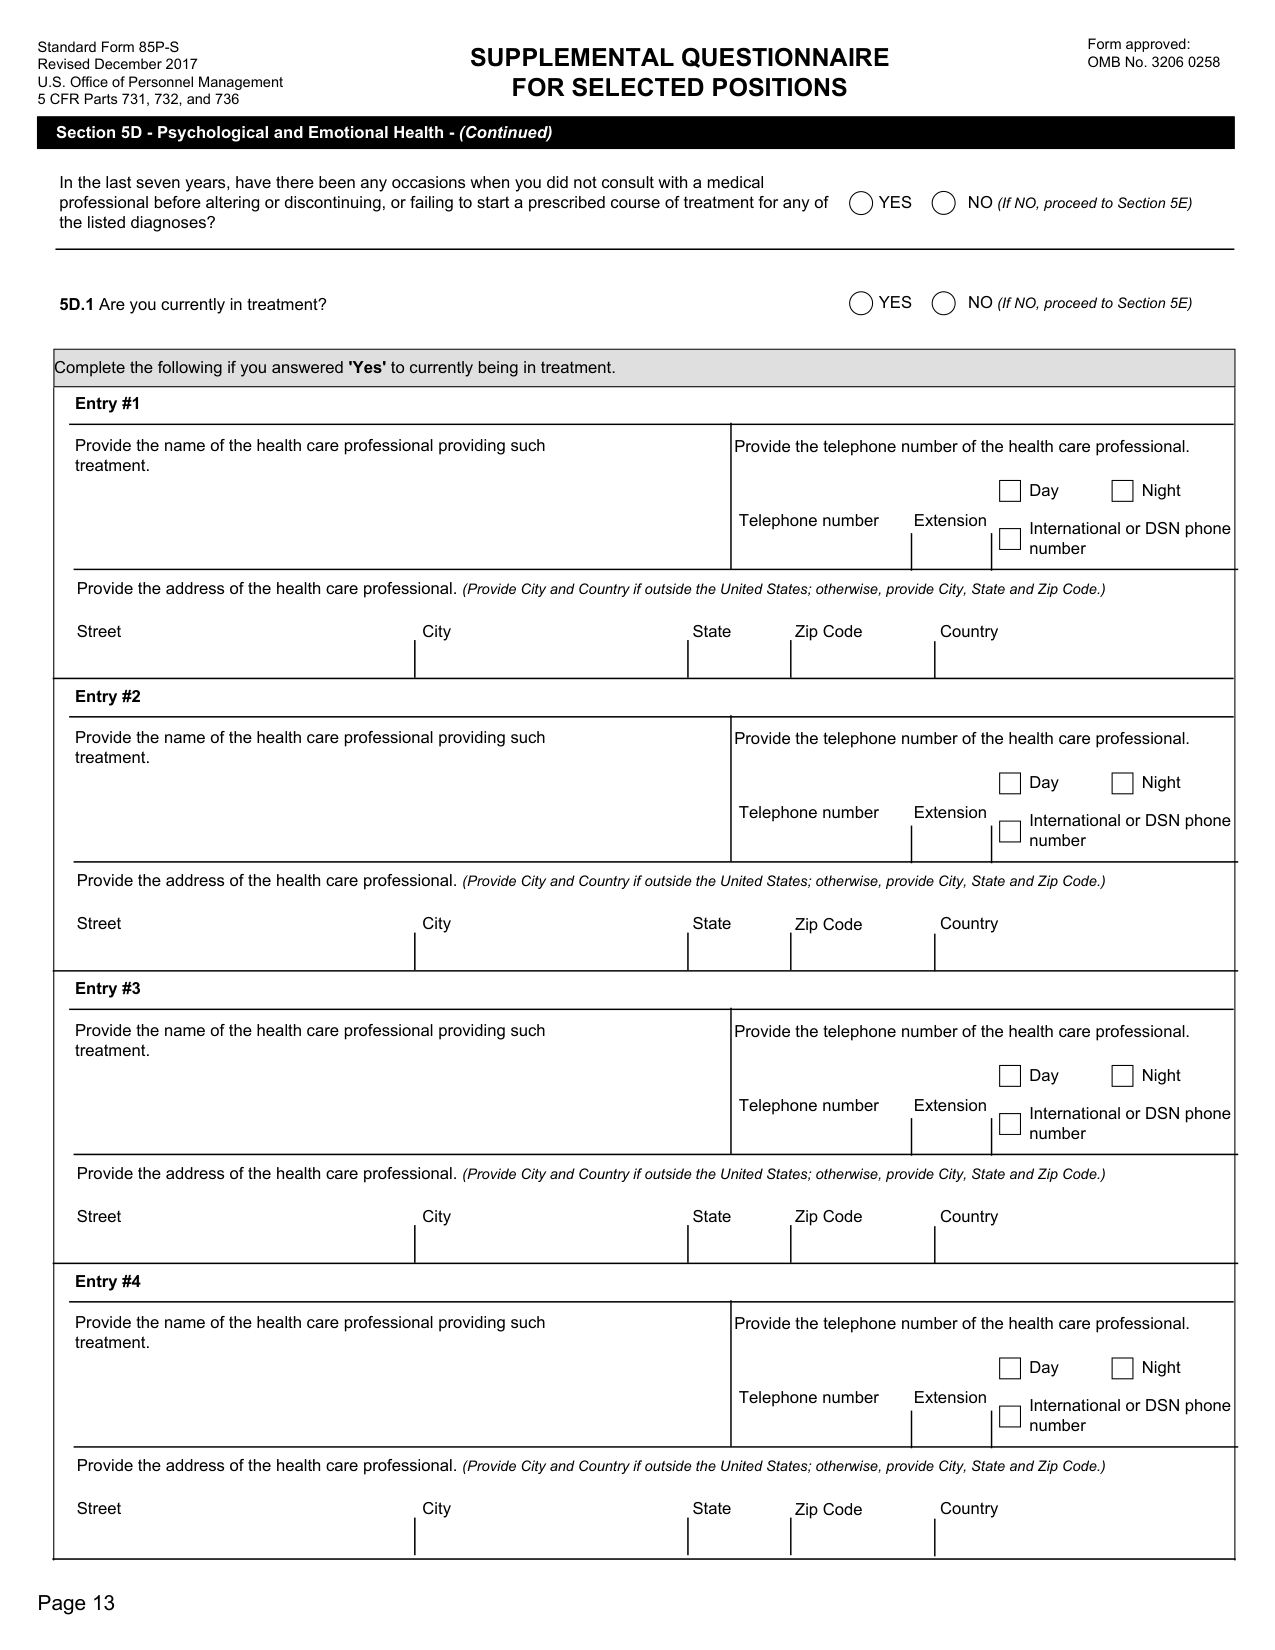 Standard Form 85P-S
Revised December 2017
U.S. Office of Personnel Management
5 CFR Parts 731, 732, and 736
SUPPLEMENTAL QUESTIONNAIRE
FOR SELECTED POSITIONS
Form approved:
OMB No. 3206 0258
Section 5D - Psychological and Emotional Health - (Continued)
In the last seven years, have there been any occasions when you did not consult with a medical
professional before altering or discontinuing, or failing to start a prescribed course of treatment for any of
the listed diagnoses?
YES NO (If NO, proceed to Section 5E)
5D.1 Are you currently in treatment?
YES NO (If NO, proceed to Section 5E)
Complete the following if you answered 'Yes' to currently being in treatment.
Entry #1
Provide the name of the health care professional providing such
treatment.
Provide the telephone number of the health care professional.
Day Night
Telephone number Extension
International or DSN phone
number
Provide the address of the health care professional. (Provide City and Country if outside the United States; otherwise, provide City, State and Zip Code.)
Street City State Zip Code Country
Entry #2
Provide the name of the health care professional providing such
treatment.
Provide the telephone number of the health care professional.
Day Night
Telephone number Extension
International or DSN phone
number
Provide the address of the health care professional. (Provide City and Country if outside the United States; otherwise, provide City, State and Zip Code.)
Street City State Zip Code Country
Entry #3
Provide the name of the health care professional providing such
treatment.
Provide the telephone number of the health care professional.
Day Night
Telephone number Extension
International or DSN phone
number
Provide the address of the health care professional. (Provide City and Country if outside the United States; otherwise, provide City, State and Zip Code.)
Street City State Zip Code Country
Entry #4
Provide the name of the health care professional providing such
treatment.
Provide the telephone number of the health care professional.
Day Night
Telephone number Extension
International or DSN phone
number
Provide the address of the health care professional. (Provide City and Country if outside the United States; otherwise, provide City, State and Zip Code.)
Street City State Zip Code Country
Page 13